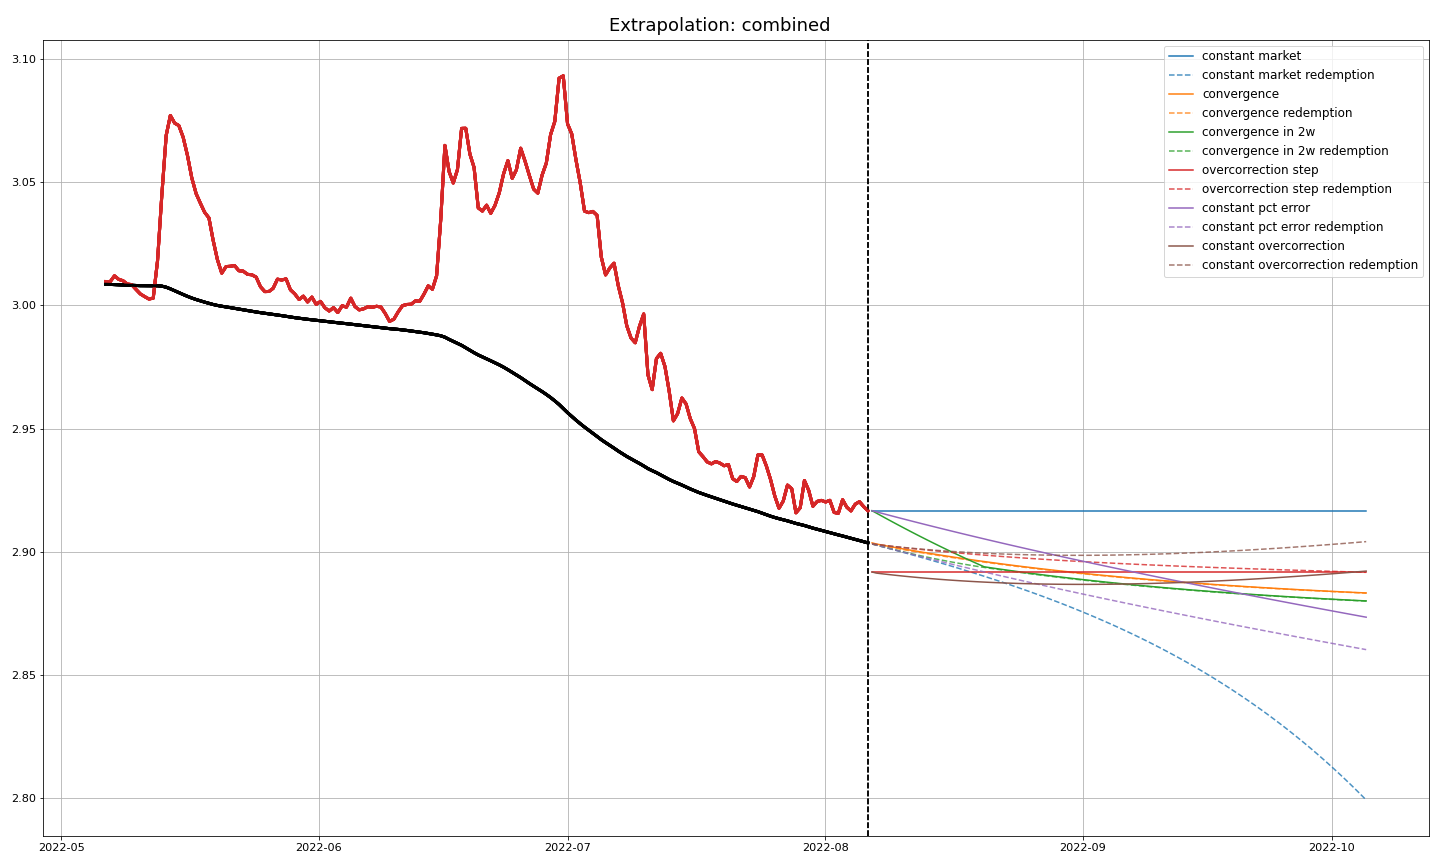 Extrapolation: combined
3.10
3.05
3.00
2.95
2.90
2.85
2.80
constant market
constant market redemption
convergence
convergence redemption
convergence in 2w
convergence in 2w redemption
overcorrection step
overcorrection step redemption
constant pct error
constant pct error redemption
constant overcorrection
constant overcorrection redemption
2022-05 2022-06 2022-07 2022-08 2022-09 2022-10